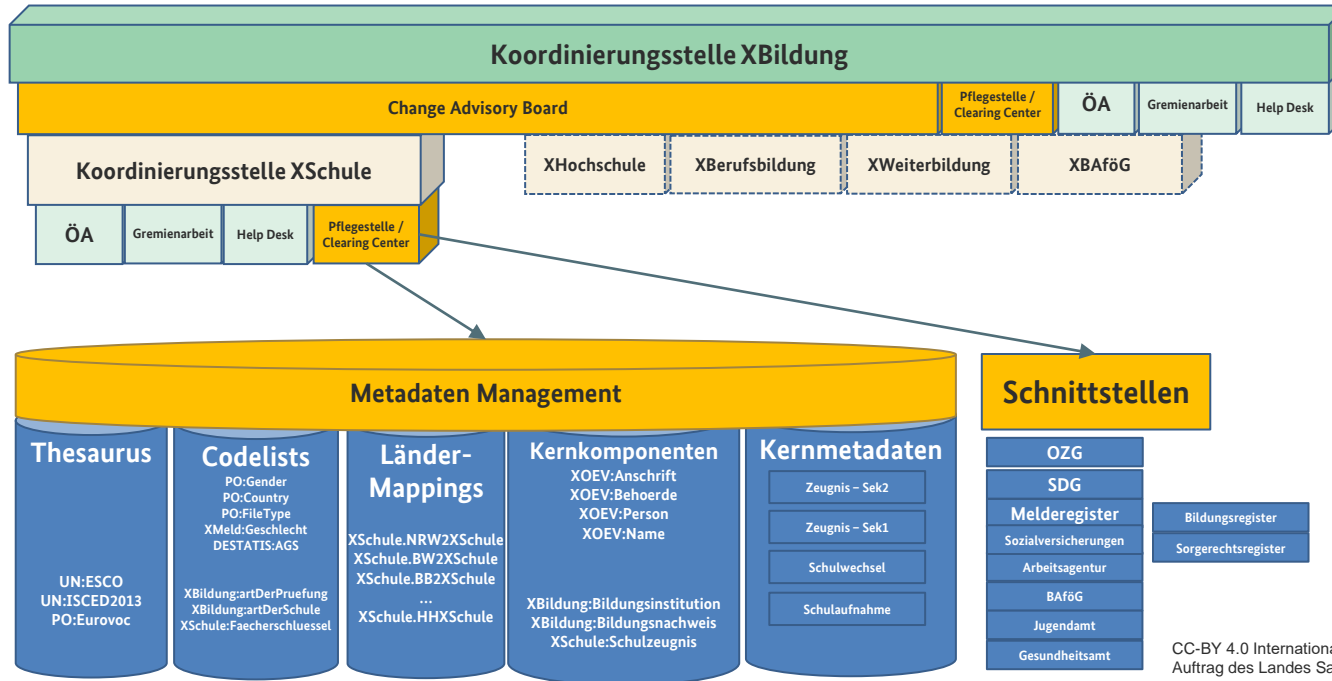 Koordinierungsstelle XBildung
Change Advisory Board
Pflegestelle /
Clearing Center
ÖA
Gremienarbeit
Help Desk
Koordinierungsstelle XSchule
XHochschule
XBerufsbildung
XWeiterbildung
XBAföG
ÖA
Gremienarbeit
Help Desk
Pflegestelle /
Clearing Center
Metadaten Management
Schnittstellen
Thesaurus
UN:ESCO
UN:ISCED2013
PO:Eurovoc
Codelists
PO:Gender
PO:Country
PO:FileType
XMeld:Geschlecht
DESTATIS:AGS
XBildung:artDerPruefung
XBildung:artDerSchule
XSchule:Faecherschluessel
Länder-
Mappings
XSchule.NRW2XSchule
XSchule.BW2XSchule
XSchule.BB2XSchule
...
XSchule.HHXSchule
Kernkomponenten
XOEV:Anschrift
XOEV:Behoerde
XOEV:Person
XOEV:Name
XBildung:Bildungsinstitution
XBildung:Bildungsnachweis
XSchule:Schulzeugnis
Kernmetadaten
Zeugnis – Sek2
Zeugnis – Sek1
Schulwechsel
Schulaufnahme
OZG
SDG
Melderegister
Sozialversicherungen
Arbeitsagentur
BAföG
Jugendamt
Gesundheitsamt
Bildungsregister
Sorgerechtsregister
CC-BY 4.0 International
Auftrag des Landes Sa